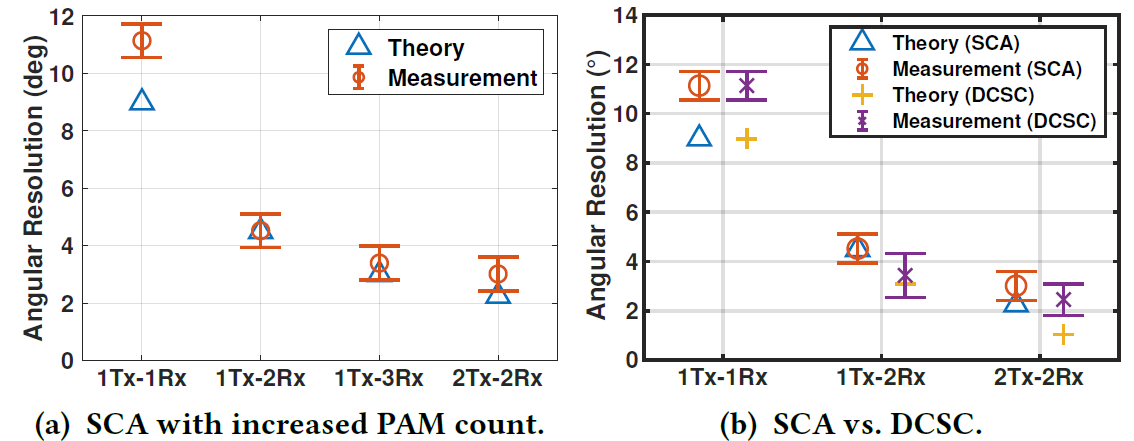 Angular Resolution (deg)
12
10
8
6
4
2
0
Theory
Measurement
1Tx-1Rx 1Tx-2Rx 1Tx-3Rx 2Tx-2Rx
(a) SCA with increased PAM count.
Angular Resolution (°)
14
12
10
8
6
4
2
0
Theory (SCA)
Measurement (SCA)
Theory (DCSC)
Measurement (DCSC)
1Tx-1Rx 1Tx-2Rx 2Tx-2Rx
(b) SCA vs. DCSC.